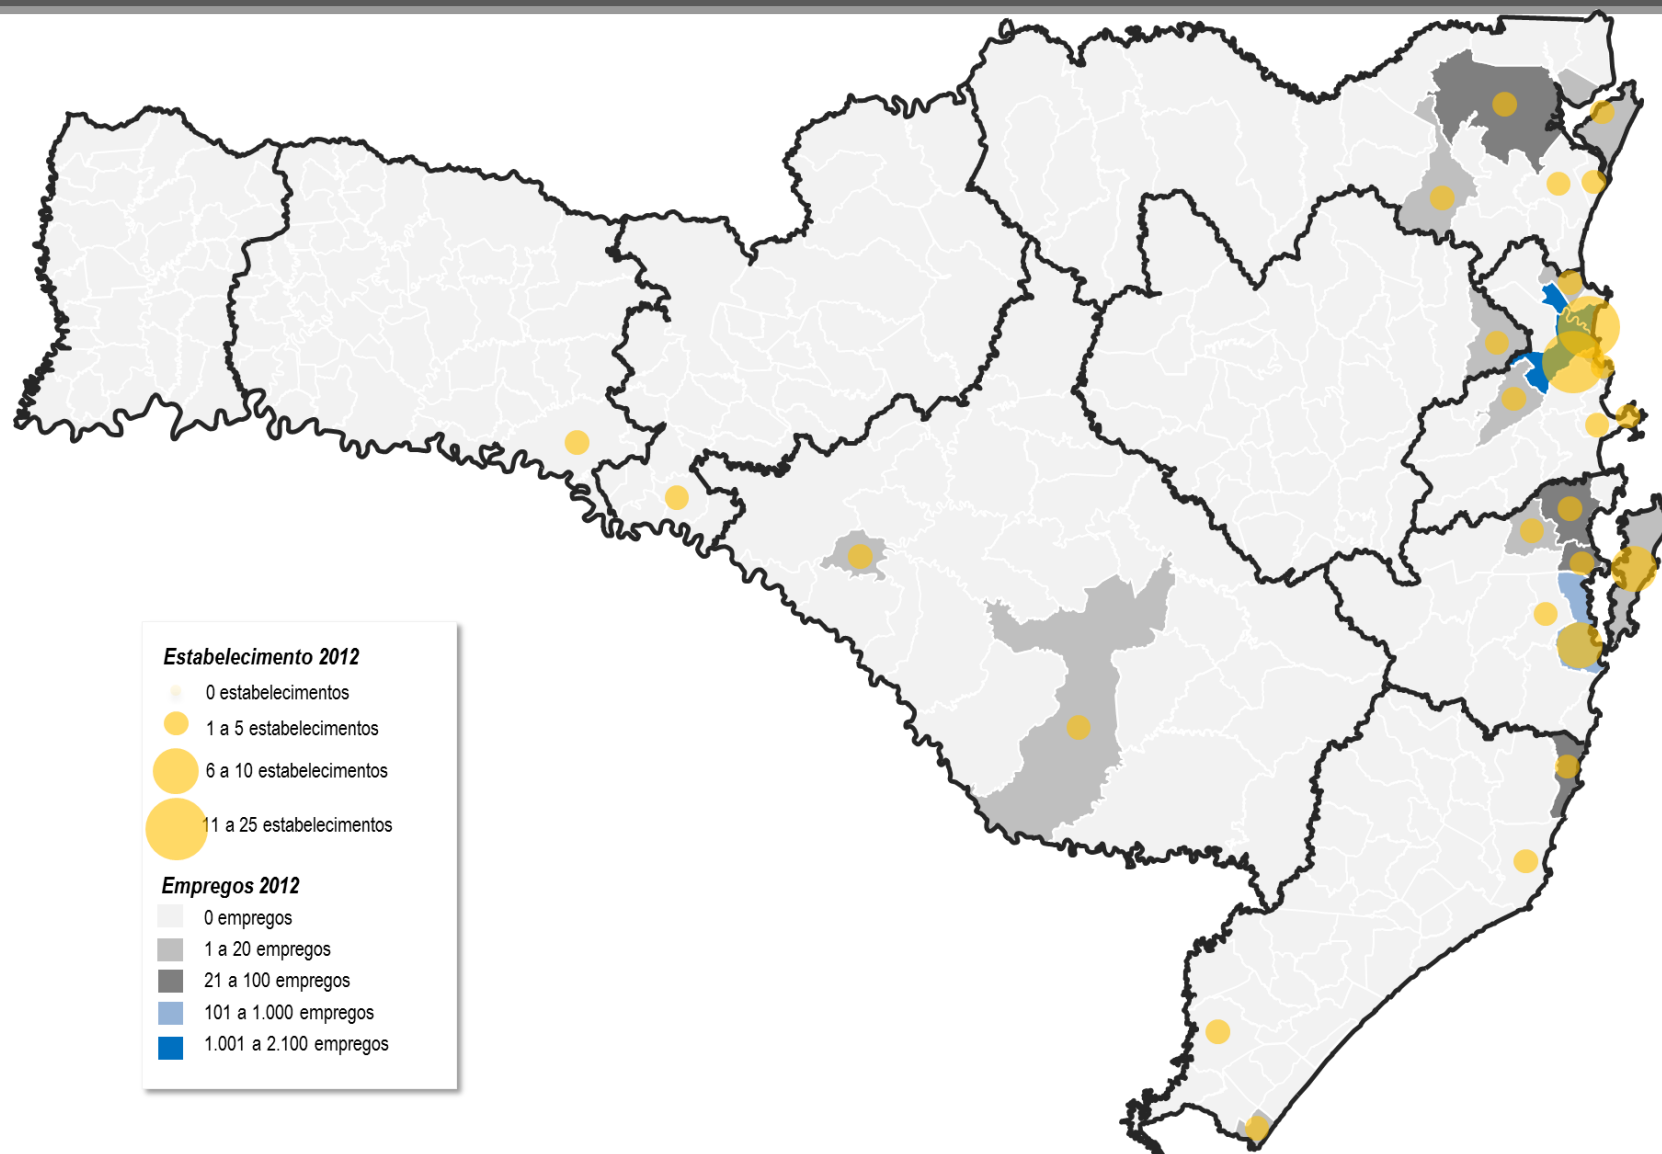 Estabelecimento 2012
0 estabelecimentos
1 a 5 estabelecimentos
6 a 10 estabelecimentos
11 a 25 estabelecimentos
Empregos 2012
0 empregos
1 a 20 empregos
21 a 100 empregos
101 a 1.000 empregos
1.001 a 2.100 empregos